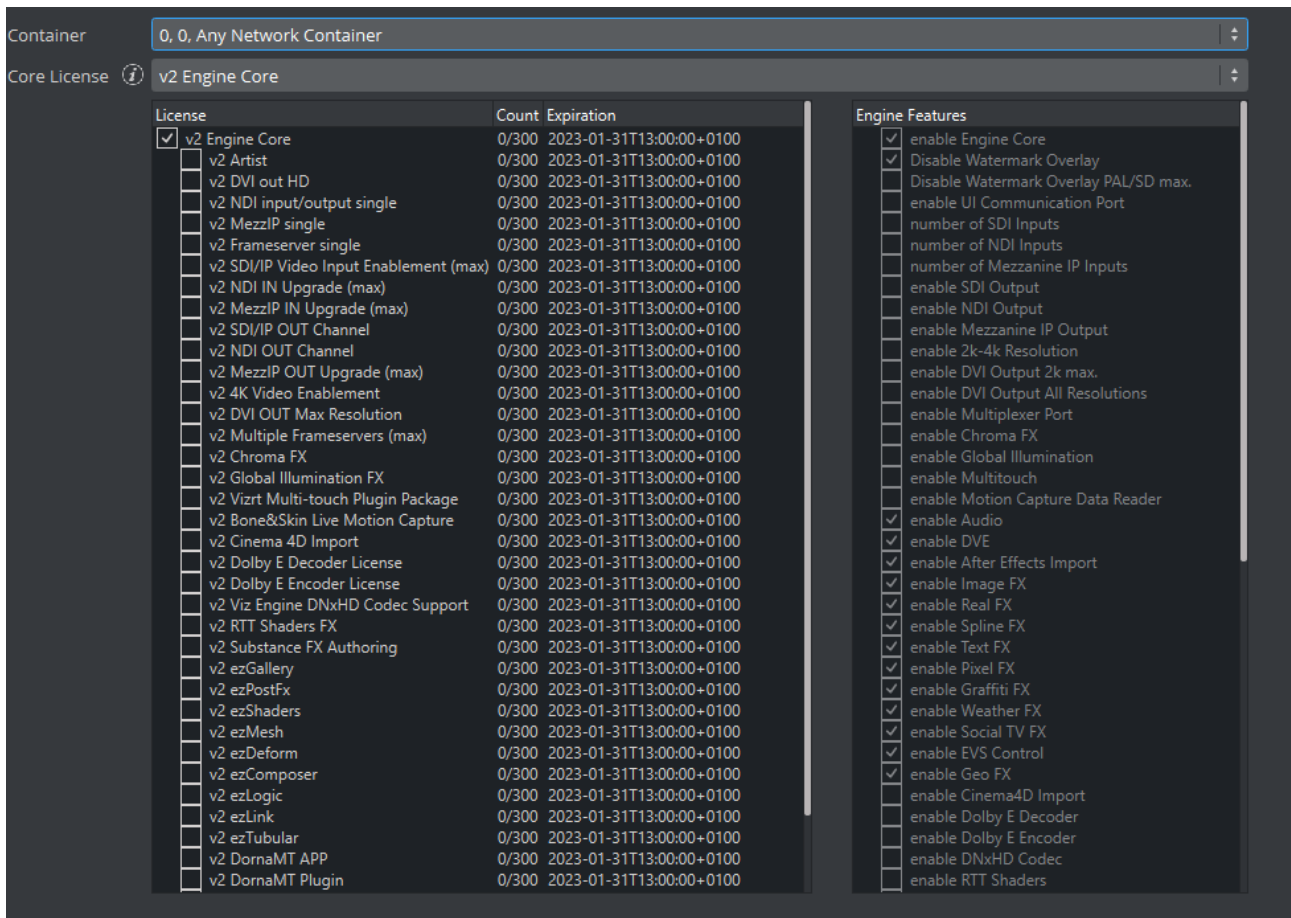 Container 0, 0, Any Network Container
Core License i v2 Engine Core
License Count Expiration
v2 Engine Core 0/300 2023-01-31T13:00:00+0100
v2 Artist 0/300 2023-01-31T13:00:00+0100
v2 DVI out HD 0/300 2023-01-31T13:00:00+0100
v2 NDI input/output single 0/300 2023-01-31T13:00:00+0100
v2 MezzIP single 0/300 2023-01-31T13:00:00+0100
v2 Frameserver single 0/300 2023-01-31T13:00:00+0100
v2 SDI/IP Video Input Enablement (max) 0/300 2023-01-31T13:00:00+0100
v2 NDI IN Upgrade (max) 0/300 2023-01-31T13:00:00+0100
v2 MezzIP IN Upgrade (max) 0/300 2023-01-31T13:00:00+0100
v2 SDI/IP OUT Channel 0/300 2023-01-31T13:00:00+0100
v2 NDI OUT Channel 0/300 2023-01-31T13:00:00+0100
v2 MezzIP OUT Upgrade (max) 0/300 2023-01-31T13:00:00+0100
v2 4K Video Enablement 0/300 2023-01-31T13:00:00+0100
v2 DVI OUT Max Resolution 0/300 2023-01-31T13:00:00+0100
v2 Multiple Frameservers (max) 0/300 2023-01-31T13:00:00+0100
v2 Chroma FX 0/300 2023-01-31T13:00:00+0100
v2 Global Illumination FX 0/300 2023-01-31T13:00:00+0100
v2 Vizrt Multi-touch Plugin Package 0/300 2023-01-31T13:00:00+0100
v2 Bone&Skin Live Motion Capture 0/300 2023-01-31T13:00:00+0100
v2 Cinema 4D Import 0/300 2023-01-31T13:00:00+0100
v2 Dolby E Decoder License 0/300 2023-01-31T13:00:00+0100
v2 Dolby E Encoder License 0/300 2023-01-31T13:00:00+0100
v2 Viz Engine DNxHD Codec Support 0/300 2023-01-31T13:00:00+0100
v2 RTT Shaders FX 0/300 2023-01-31T13:00:00+0100
v2 Substance FX Authoring 0/300 2023-01-31T13:00:00+0100
v2 ezGallery 0/300 2023-01-31T13:00:00+0100
v2 ezPostFx 0/300 2023-01-31T13:00:00+0100
v2 ezShaders 0/300 2023-01-31T13:00:00+0100
v2 ezMesh 0/300 2023-01-31T13:00:00+0100
v2 ezDeform 0/300 2023-01-31T13:00:00+0100
v2 ezComposer 0/300 2023-01-31T13:00:00+0100
v2 ezLogic 0/300 2023-01-31T13:00:00+0100
v2 ezLink 0/300 2023-01-31T13:00:00+0100
v2 ezTubular 0/300 2023-01-31T13:00:00+0100
v2 DornaMT APP 0/300 2023-01-31T13:00:00+0100
v2 DornaMT Plugin 0/300 2023-01-31T13:00:00+0100
Engine Features
enable Engine Core
Disable Watermark Overlay
Disable Watermark Overlay PAL/SD max.
enable UI Communication Port
number of SDI Inputs
number of NDI Inputs
number of Mezzanine IP Inputs
enable SDI Output
enable NDI Output
enable Mezzanine IP Output
enable 2k-4k Resolution
enable DVI Output 2k max.
enable DVI Output All Resolutions
enable Multiplexer Port
enable Chroma FX
enable Global Illumination
enable Multitouch
enable Motion Capture Data Reader
enable Audio
enable DVE
enable After Effects Import
enable Image FX
enable Real FX
enable Spline FX
enable Text FX
enable Pixel FX
enable Graffiti FX
enable Weather FX
enable Social TV FX
enable EVS Control
enable Geo FX
enable Cinema4D Import
enable Dolby E Decoder
enable Dolby E Encoder
enable DNxHD Codec
enable RTT Shaders